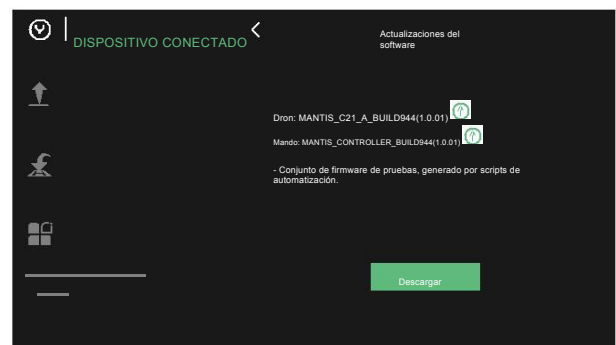 DISPOSITIVO CONECTADO
Actualizaciones del
software
Dron: MANTIS_C21_A_BUILD944(1.0.01)
Mando: MANTIS_CONTROLLER_BUILD944(1.0.01)
- Conjunto de firmware de pruebas, generado por scripts de
automatización.
Descargar